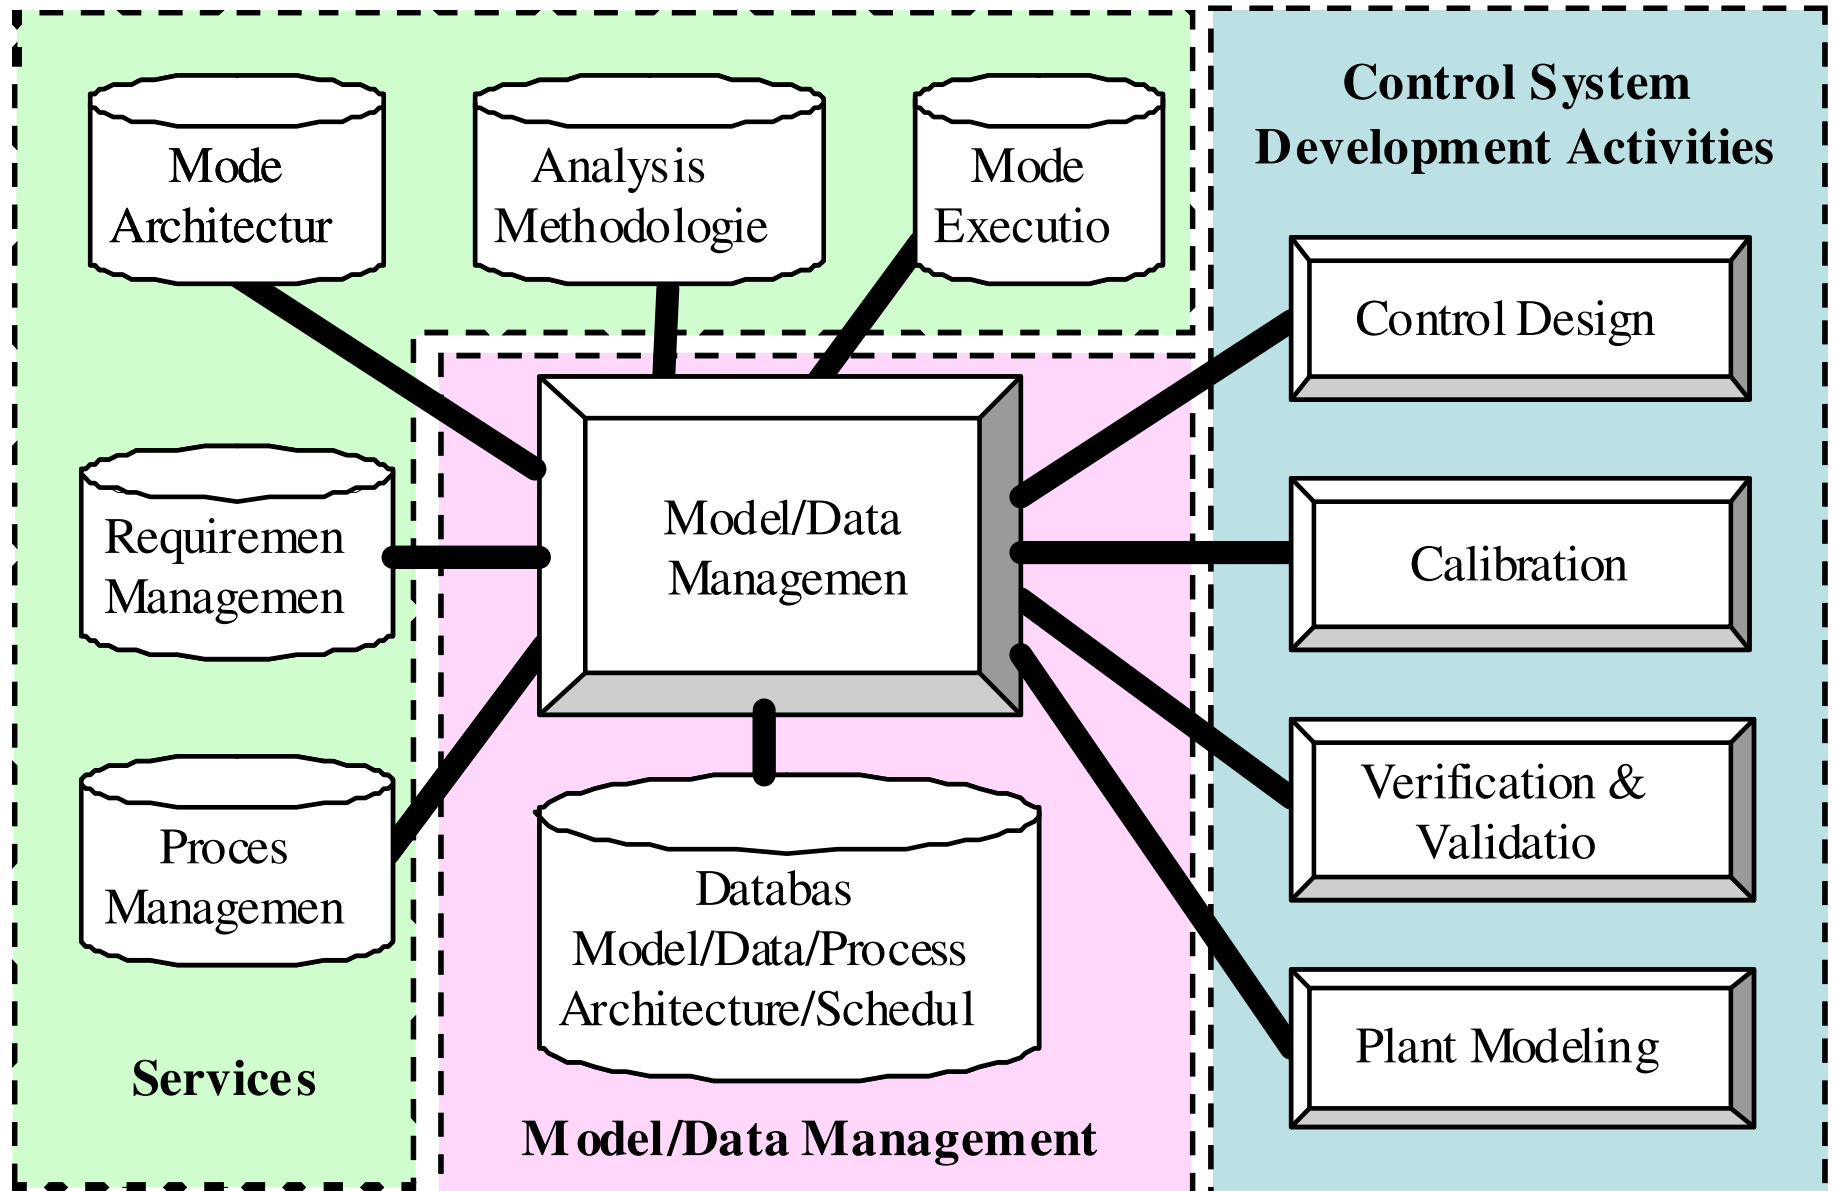 Mode
Architectur
Analysis
Methodologie
Mode
Executio
Control System
Development Activities
Control Design
Requiremen
Managemen
Model/Data
Managemen
Calibration
Proces
Managemen
Verification &
Validatio
Databas
Model/Data/Process
Architecture/Schedul
Plant Modeling
Services
Model/Data Management